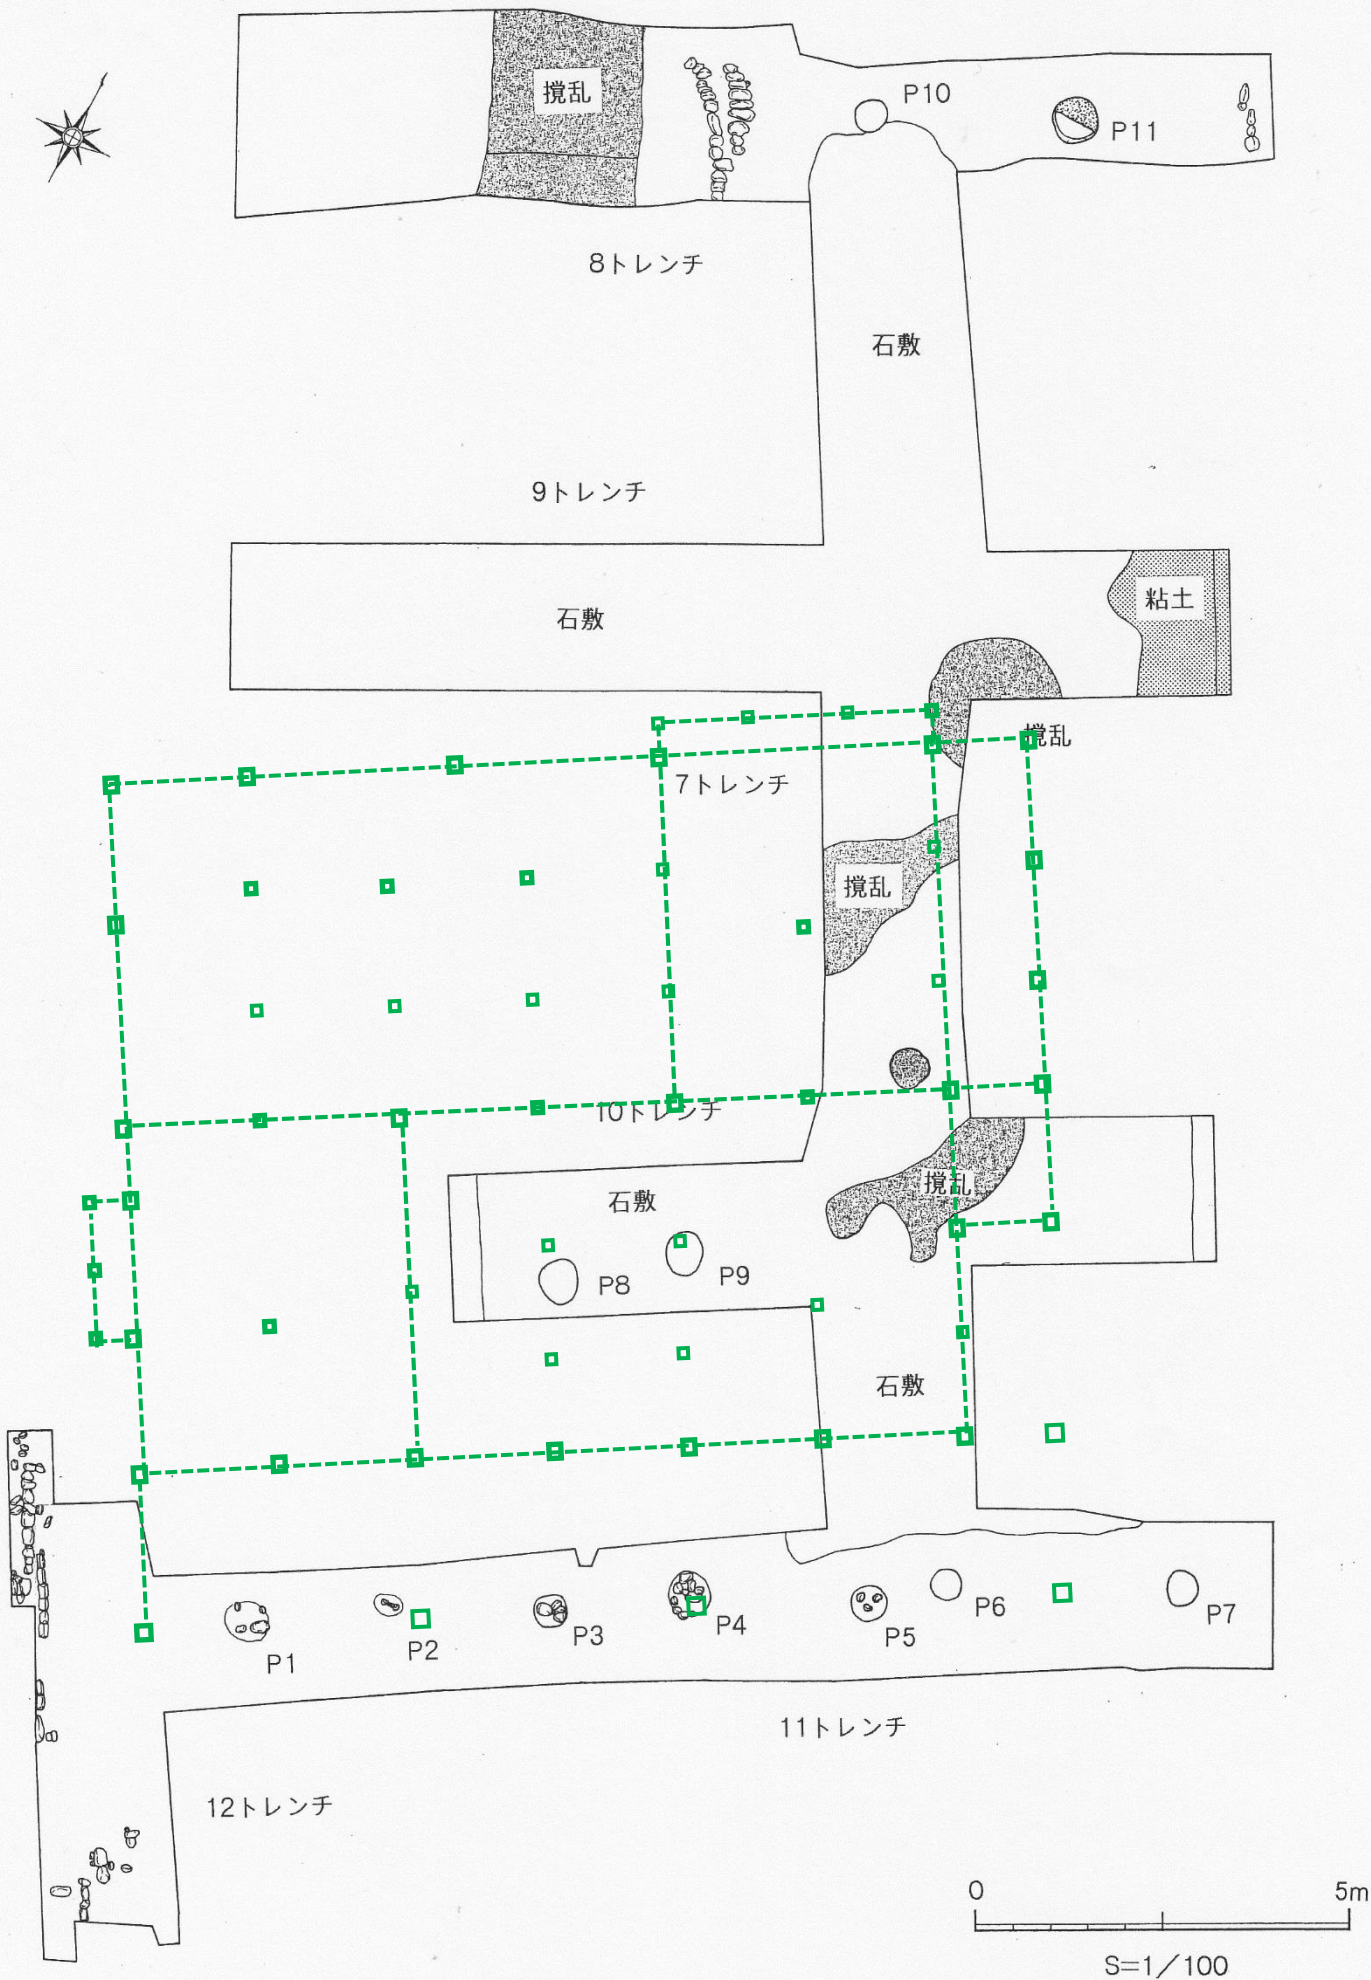 撹乱
P10
P11
8トレンチ
石敷
9トレンチ
石敷
粘土
撹乱
7トレンチ
撹乱
10トレンチ
撹乱
石敷
P8
P9
石敷
P1
P2
P3
P4
P5
P6
P7
11トレンチ
12トレンチ
0 5m
S=1/100